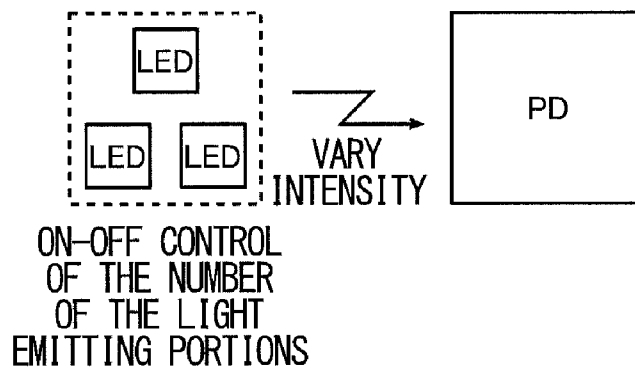 LED
LED LED
PD
VARY
INTENSITY
ON-OFF CONTROL
OF THE NUMBER
OF THE LIGHT
EMITTING PORTIONS